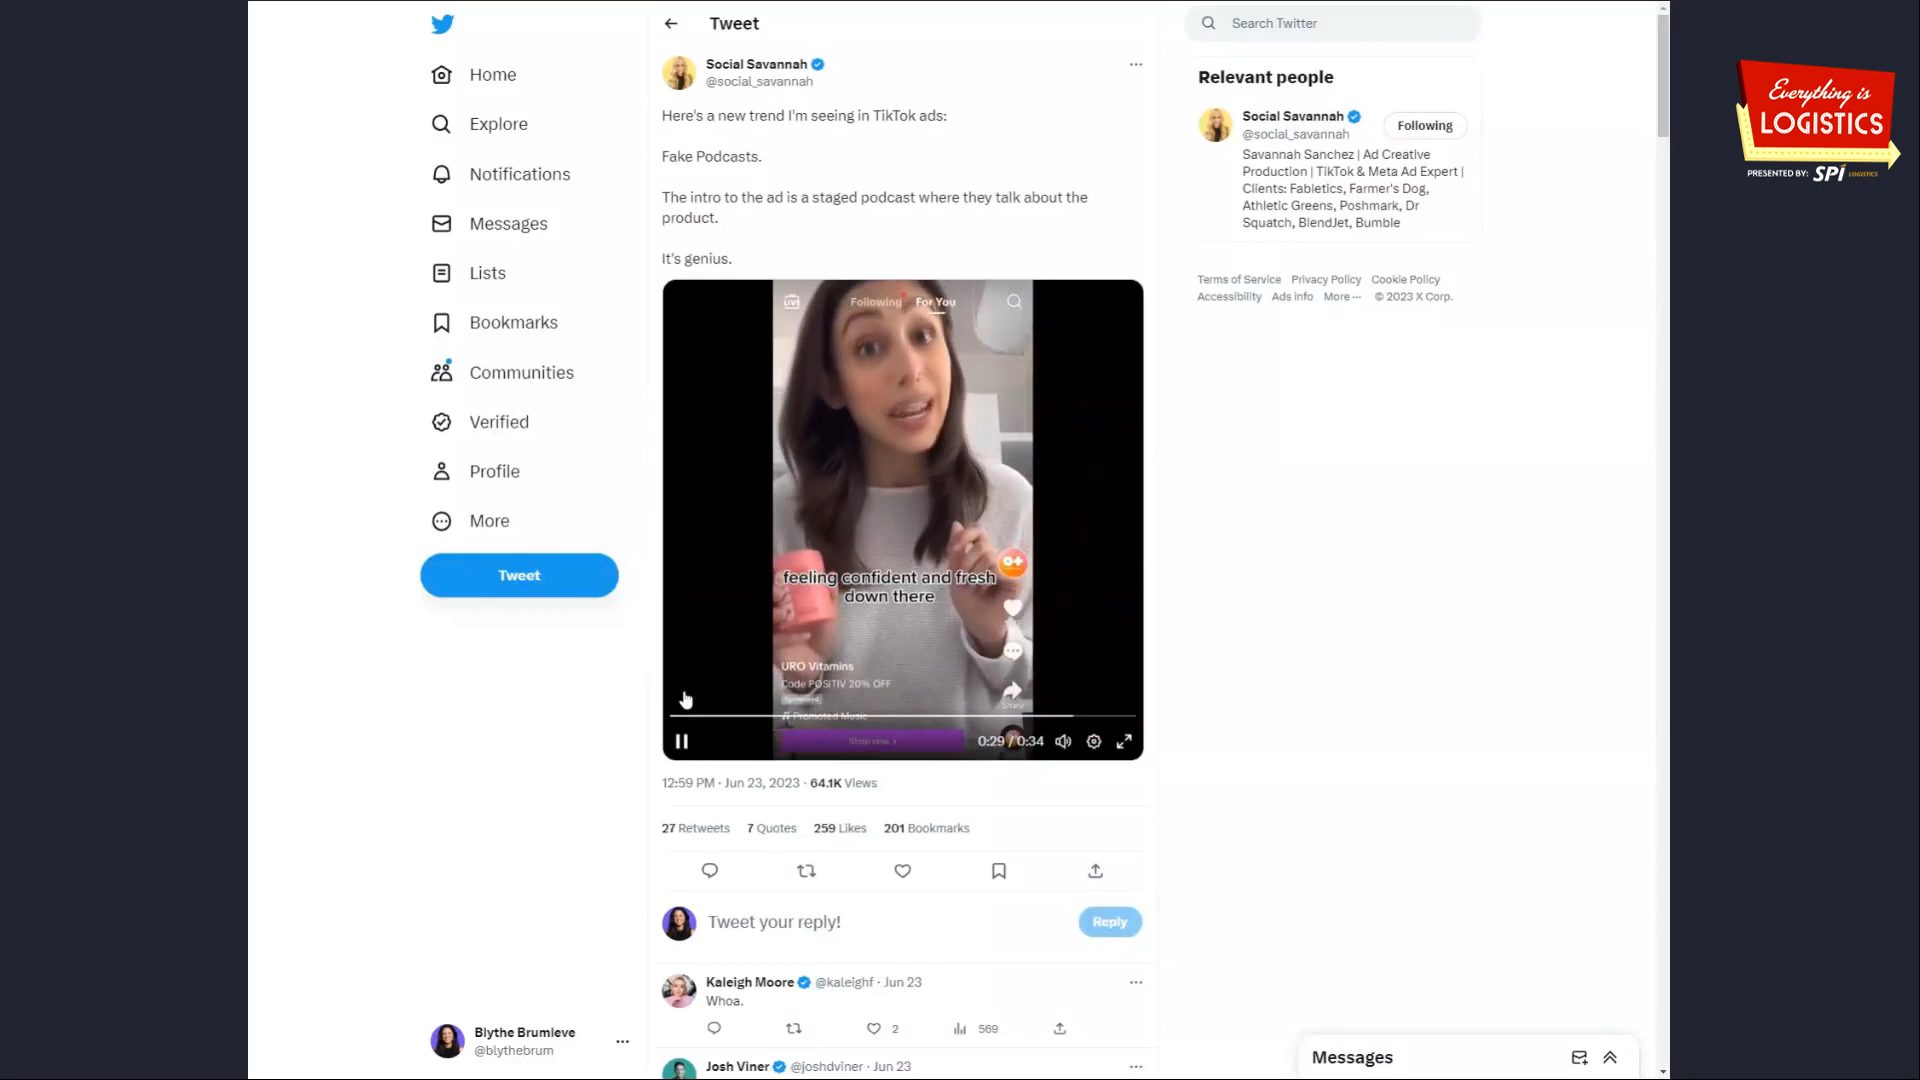 Tweet
Search Twitter
Everything is
LOGISTICS
PRESENTED BY: SPI LOGISTICS
Home
Explore
Notifications
Messages
Lists
Bookmarks
Communities
Verified
Profile
More
Tweet
Blythe Brumleve
@blythebrum
Social Savannah
@social_savannah
Here's a new trend I'm seeing in TikTok ads:
Fake Podcasts.
The intro to the ad is a staged podcast where they talk about the
product.
It's genius.
LIVE
Following
For You
feeling confident and fresh
down there
URO Vitamins
Code POSITIV 20% OFF
Sponsored
Share
Promoted Music
Shop now >
0:29 / 0:34
12:59 PM · Jun 23, 2023 · 64.1K Views
27 Retweets 7 Quotes 259 Likes 201 Bookmarks
Tweet your reply!
Reply
Kaleigh Moore @kaleighf · Jun 23
Whoa.
2
569
Josh Viner @joshdviner · Jun 23
Relevant people
Social Savannah
@social_savannah
Following
Savannah Sanchez | Ad Creative
Production | TikTok & Meta Ad Expert |
Clients: Fabletics, Farmer's Dog,
Athletic Greens, Poshmark, Dr
Squatch, BlendJet, Bumble
Terms of Service Privacy Policy Cookie Policy
Accessibility Ads info More ··· © 2023 X Corp.
Messages